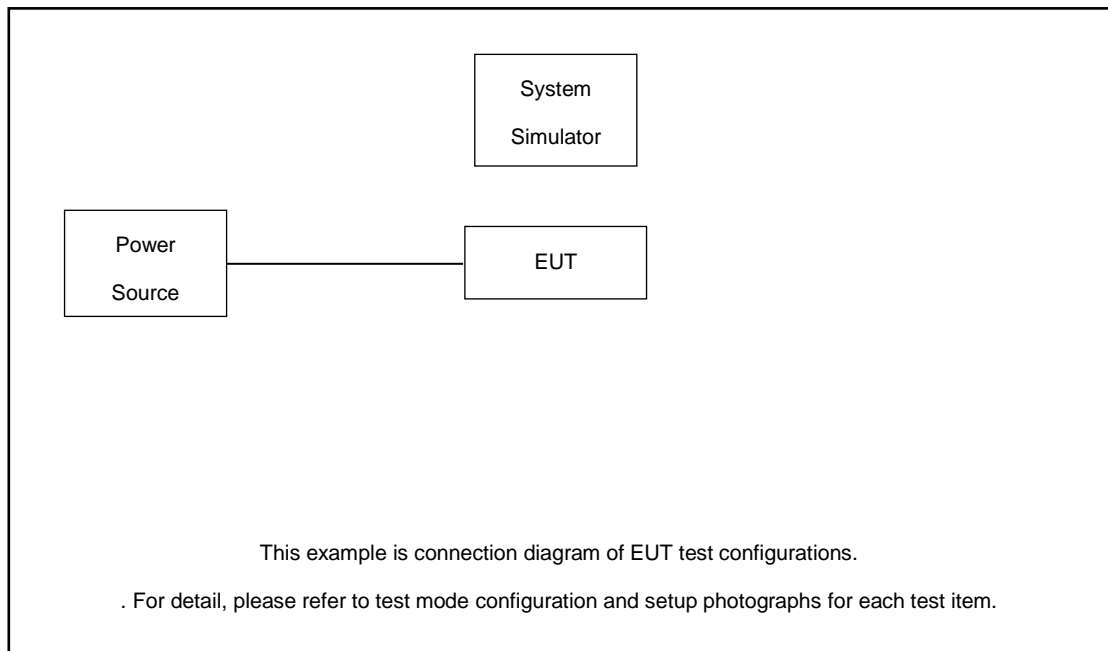 System
Simulator
Power
Source
EUT
This example is connection diagram of EUT test configurations.
. For detail, please refer to test mode configuration and setup photographs for each test item.